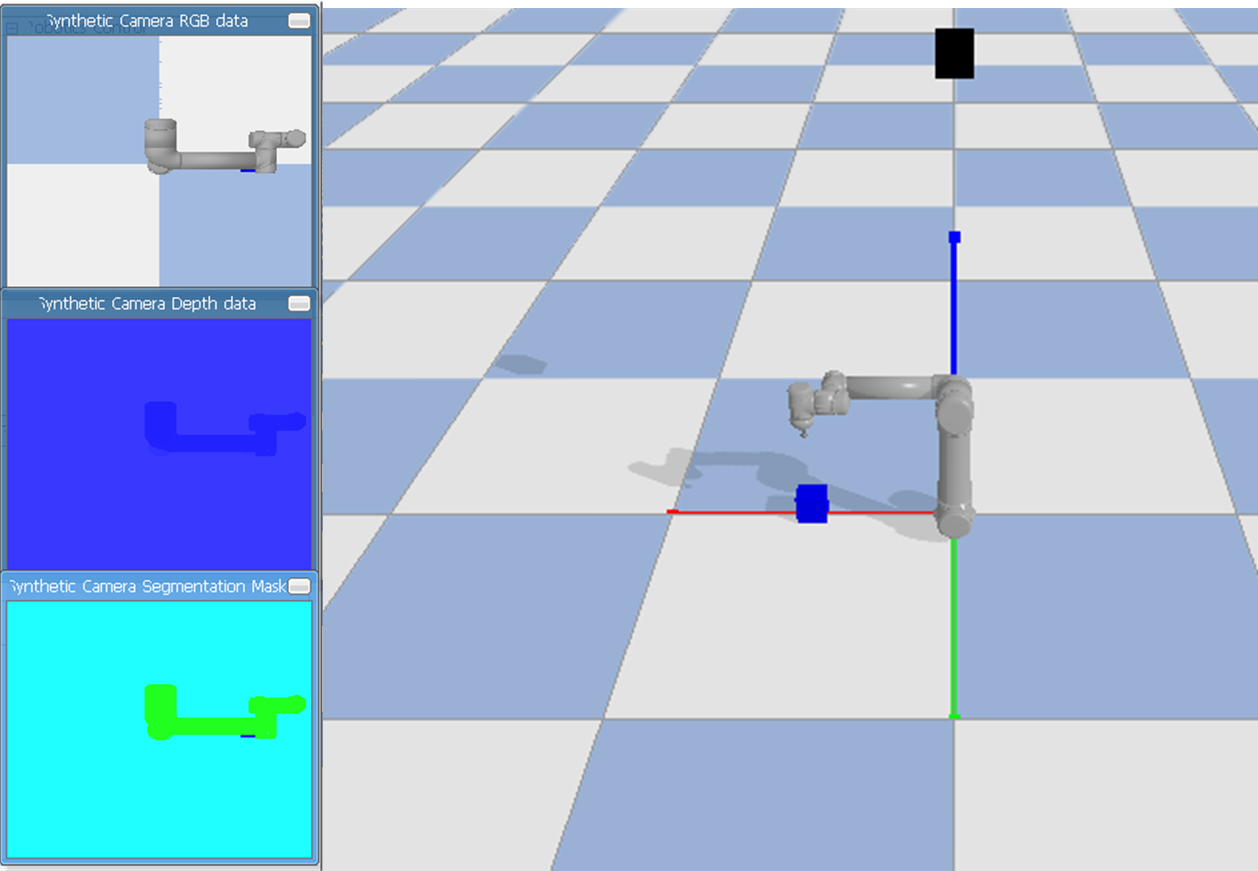 Synthetic Camera RGB data
Synthetic Camera Depth data
Synthetic Camera Segmentation Mask